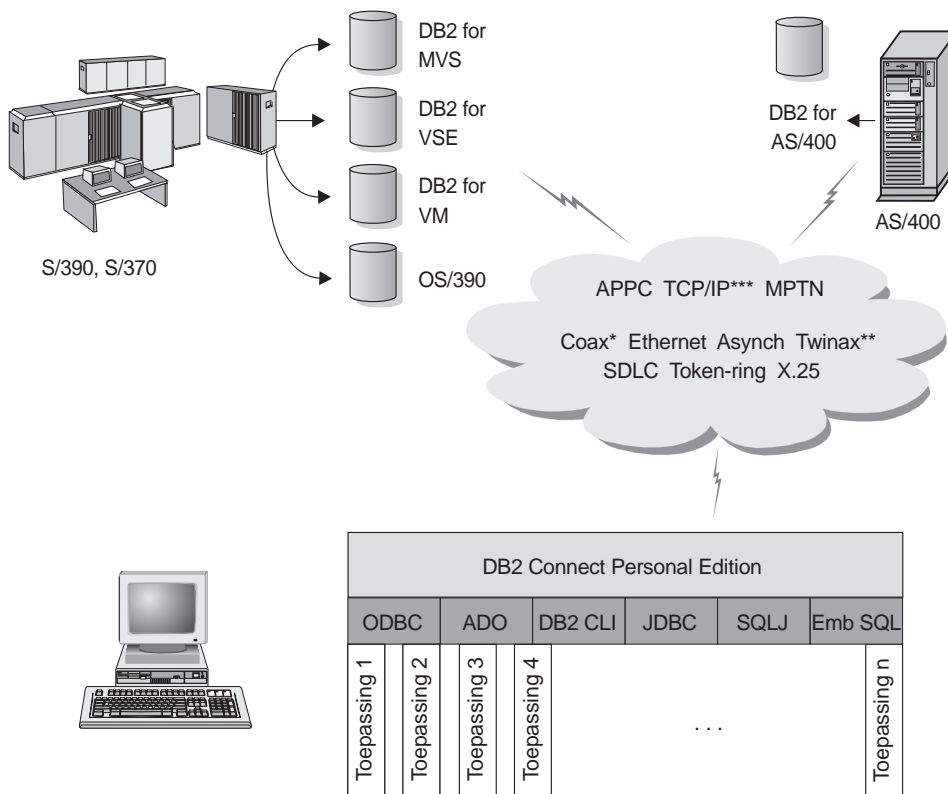 DB2 for
MVS
DB2 for
VSE
DB2 for
VM
OS/390
S/390, S/370
DB2 for
AS/400
AS/400
APPC TCP/IP*** MPTN
Coax* Ethernet Asynch Twinax**
SDLC Token-ring X.25
DB2 Connect Personal Edition
ODBC ADO DB2 CLI JDBC SQLJ Emb SQL
Toepassing 1
Toepassing 2
Toepassing 3
Toepassing 4
. . .
Toepassing n